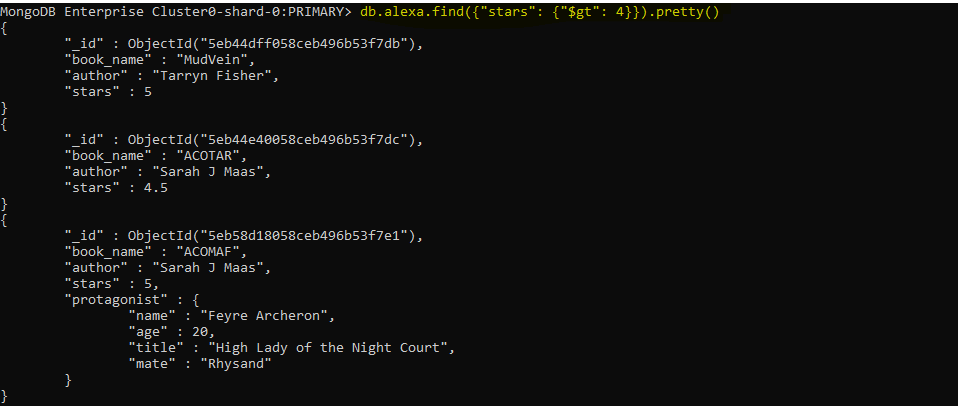 MongoDB Enterprise Cluster0-shard-0:PRIMARY> db.alexa.find({"stars": {"$gt": 4}}).pretty()
{
        "_id" : ObjectId("5eb44dff058ceb496b53f7db"),
        "book_name" : "MudVein",
        "author" : "Tarryn Fisher",
        "stars" : 5
}
{
        "_id" : ObjectId("5eb44e40058ceb496b53f7dc"),
        "book_name" : "ACOTAR",
        "author" : "Sarah J Maas",
        "stars" : 4.5
}
{
        "_id" : ObjectId("5eb58d18058ceb496b53f7e1"),
        "book_name" : "ACOMAF",
        "author" : "Sarah J Maas",
        "stars" : 5,
        "protagonist" : {
                "name" : "Feyre Archeron",
                "age" : 20,
                "title" : "High Lady of the Night Court",
                "mate" : "Rhysand"
        }
}